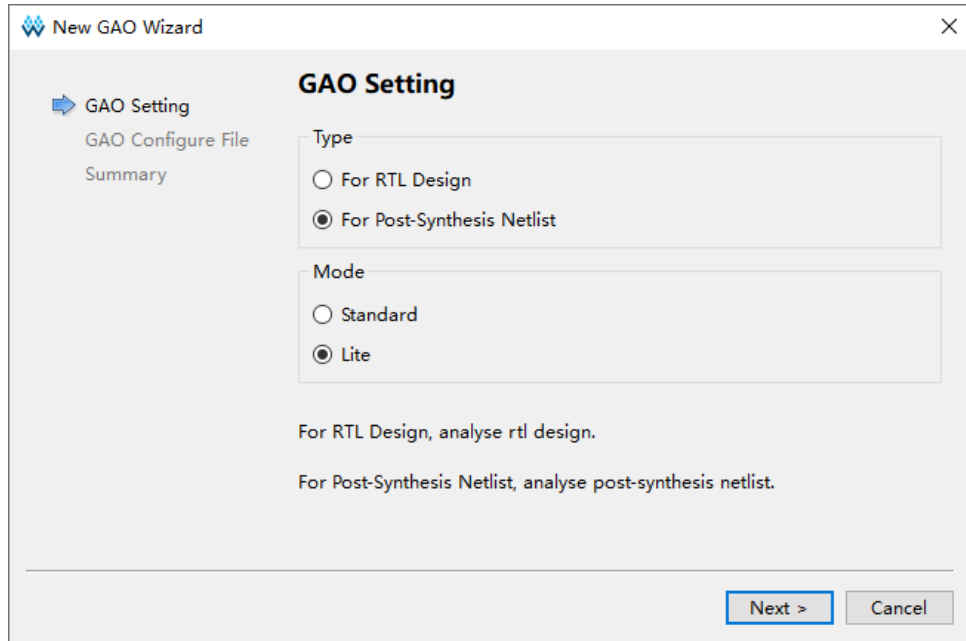 New GAO Wizard
GAO Setting
GAO Configure File
Summary
GAO Setting
Type
For RTL Design
For Post-Synthesis Netlist
Mode
Standard
Lite
For RTL Design, analyse rtl design.
For Post-Synthesis Netlist, analyse post-synthesis netlist.
Next >
Cancel